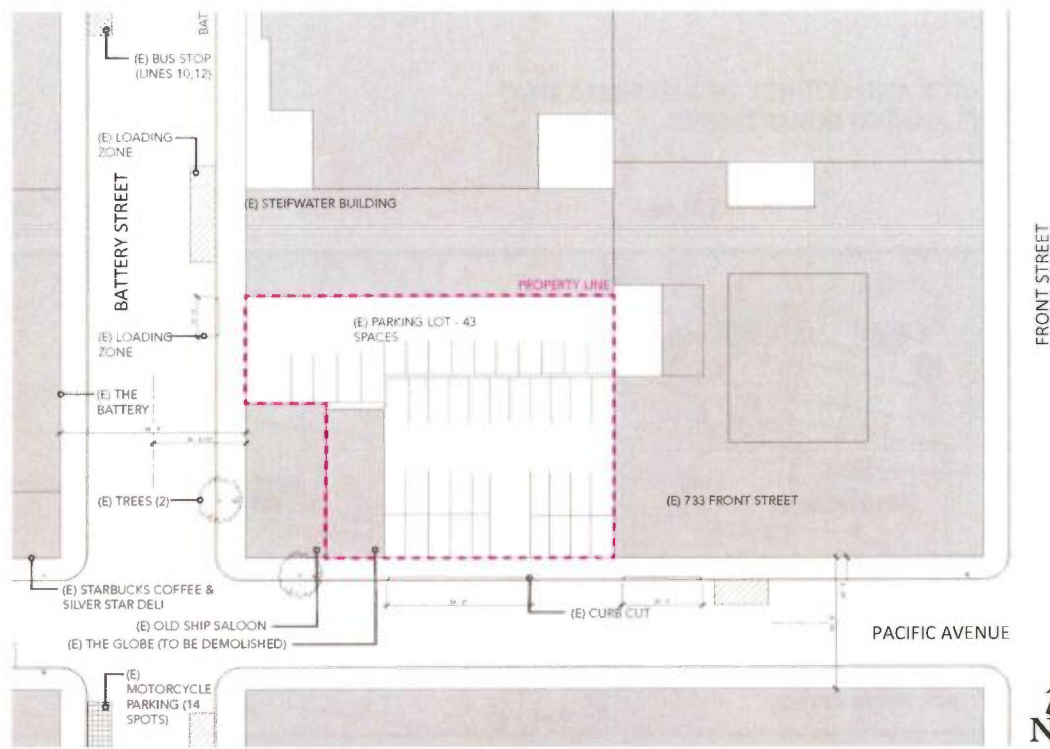 BAT
(E) BUS STOP
(LINES 10,12)
(E) LOADING
ZONE
BATTERY STREET
(E) STEIFWATER BUILDING
FRONT STREET
PROPERTY LINE
(E) PARKING LOT - 43
SPACES
(E) LOADING
ZONE
(E) THE
BATTERY
(E) TREES (2)
(E) 733 FRONT STREET
(E) STARBUCKS COFFEE &
SILVER STAR DELI
(E) OLD SHIP SALOON
(E) CURB CUT
(E) THE GLOBE (TO BE DEMOLISHED)
PACIFIC AVENUE
(E)
MOTORCYCLE
PARKING (14
SPOTS)
N